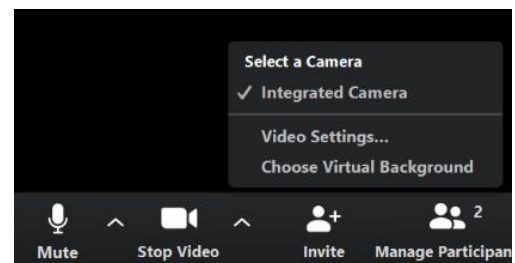 Select a Camera
✓ Integrated Camera
Video Settings...
Choose Virtual Background
2
Mute Stop Video Invite Manage Participan